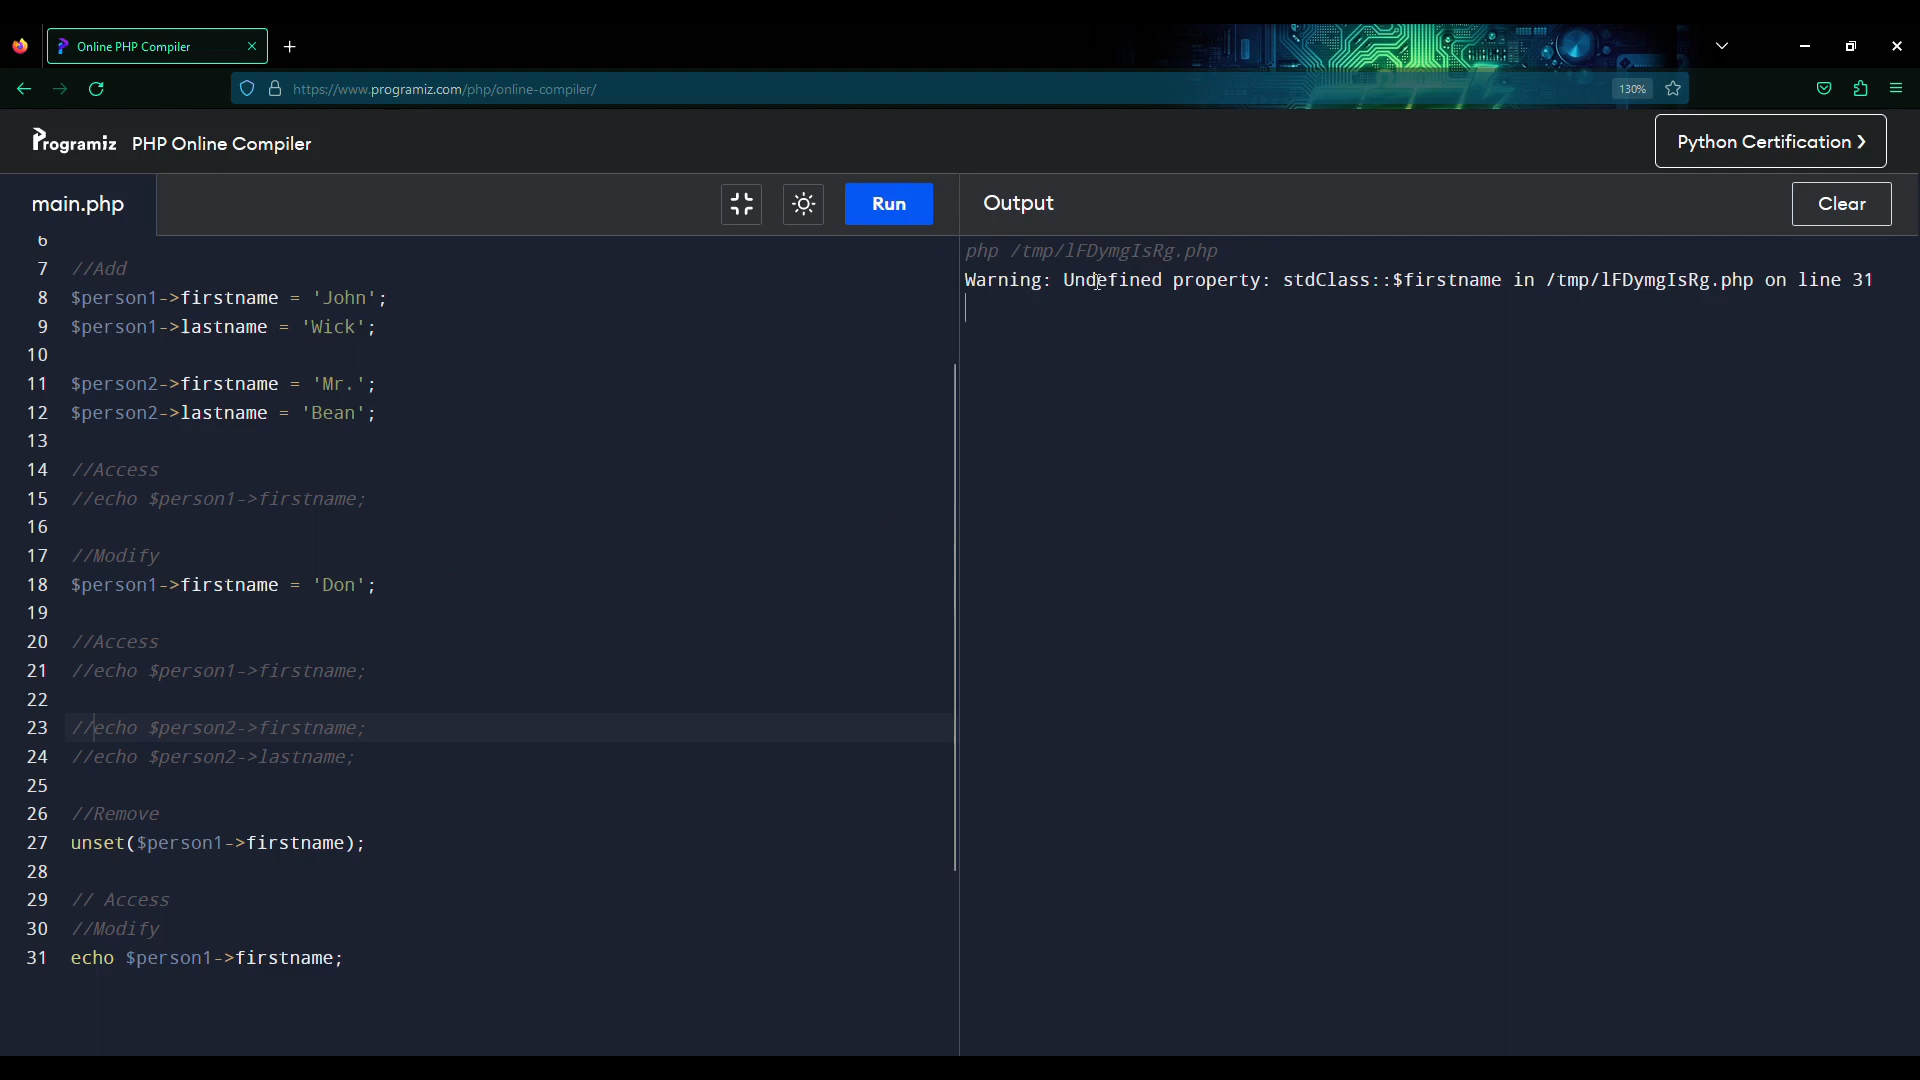 Online PHP Compiler
https://www.programiz.com/php/online-compiler/
130%
Programiz PHP Online Compiler
Python Certification ❯
main.php
Run
Output
Clear
6
7 //Add
8 $person1->firstname = 'John';
9 $person1->lastname = 'Wick';
10
11 $person2->firstname = 'Mr.';
12 $person2->lastname = 'Bean';
13
14 //Access
15 //echo $person1->firstname;
16
17 //Modify
18 $person1->firstname = 'Don';
19
20 //Access
21 //echo $person1->firstname;
22
23 //echo $person2->firstname;
24 //echo $person2->lastname;
25
26 //Remove
27 unset($person1->firstname);
28
29 // Access
30 //Modify
31 echo $person1->firstname;
php /tmp/lFDymgIsRg.php
Warning: Undefined property: stdClass::$firstname in /tmp/lFDymgIsRg.php on line 31